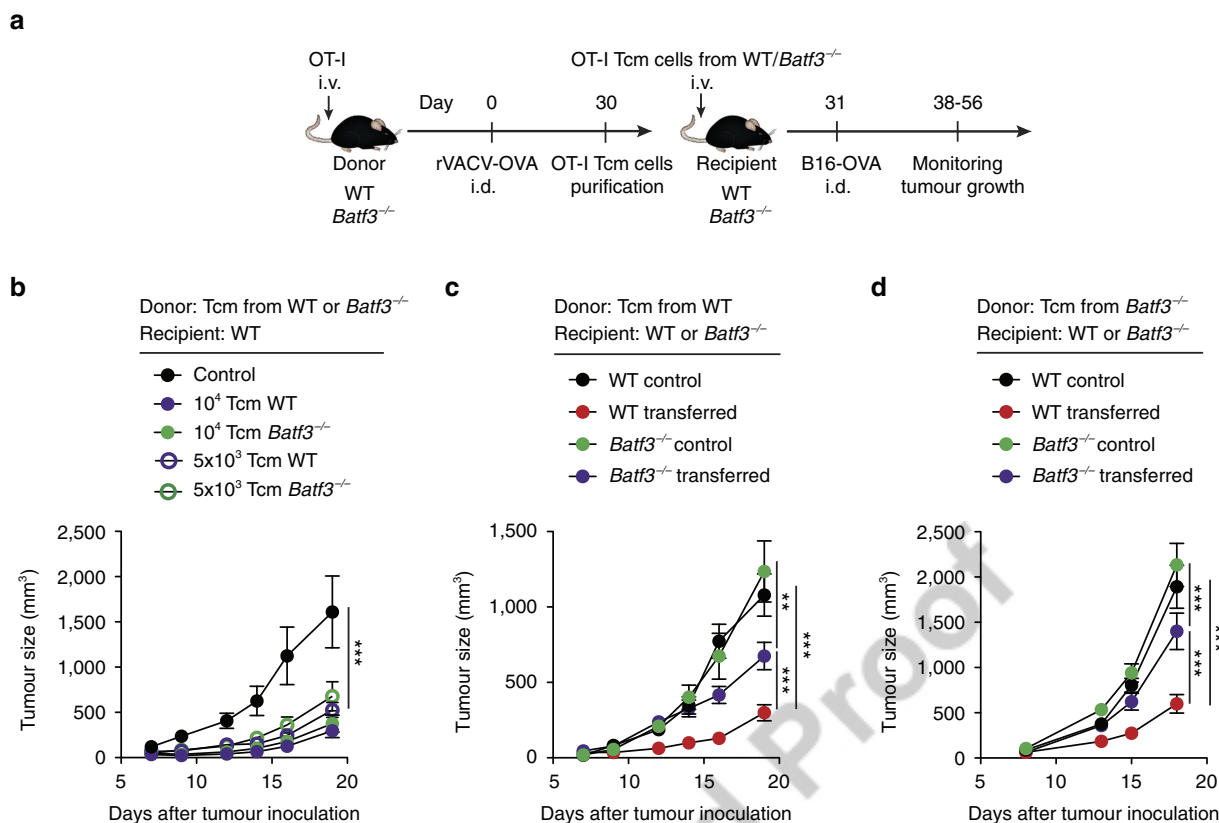 a
OT-I
i.v.
Day
0
30
OT-I Tcm cells from WT/Batf3⁻/⁻
i.v.
31
38-56
Donor
WT
Batf3⁻/⁻
rVACV-OVA
i.d.
OT-I Tcm cells
purification
Recipient
WT
Batf3⁻/⁻
B16-OVA
i.d.
Monitoring
tumour growth
b
Donor: Tcm from WT or Batf3⁻/⁻
Recipient: WT
Control
10⁴ Tcm WT
10⁴ Tcm Batf3⁻/⁻
5x10³ Tcm WT
5x10³ Tcm Batf3⁻/⁻
Tumour size (mm³)
2,500
2,000
1,500
1,000
500
0
***
5 10 15 20
Days after tumour inoculation
c
Donor: Tcm from WT
Recipient: WT or Batf3⁻/⁻
WT control
WT transferred
Batf3⁻/⁻ control
Batf3⁻/⁻ transferred
Tumour size (mm³)
1,500
1,000
500
0
**
***
***
5 10 15 20
Days after tumour inoculation
d
Donor: Tcm from Batf3⁻/⁻
Recipient: WT or Batf3⁻/⁻
WT control
WT transferred
Batf3⁻/⁻ control
Batf3⁻/⁻ transferred
Tumour size (mm³)
2,500
2,000
1,500
1,000
500
0
***
***
***
5 10 15 20
Days after tumour inoculation
Proof